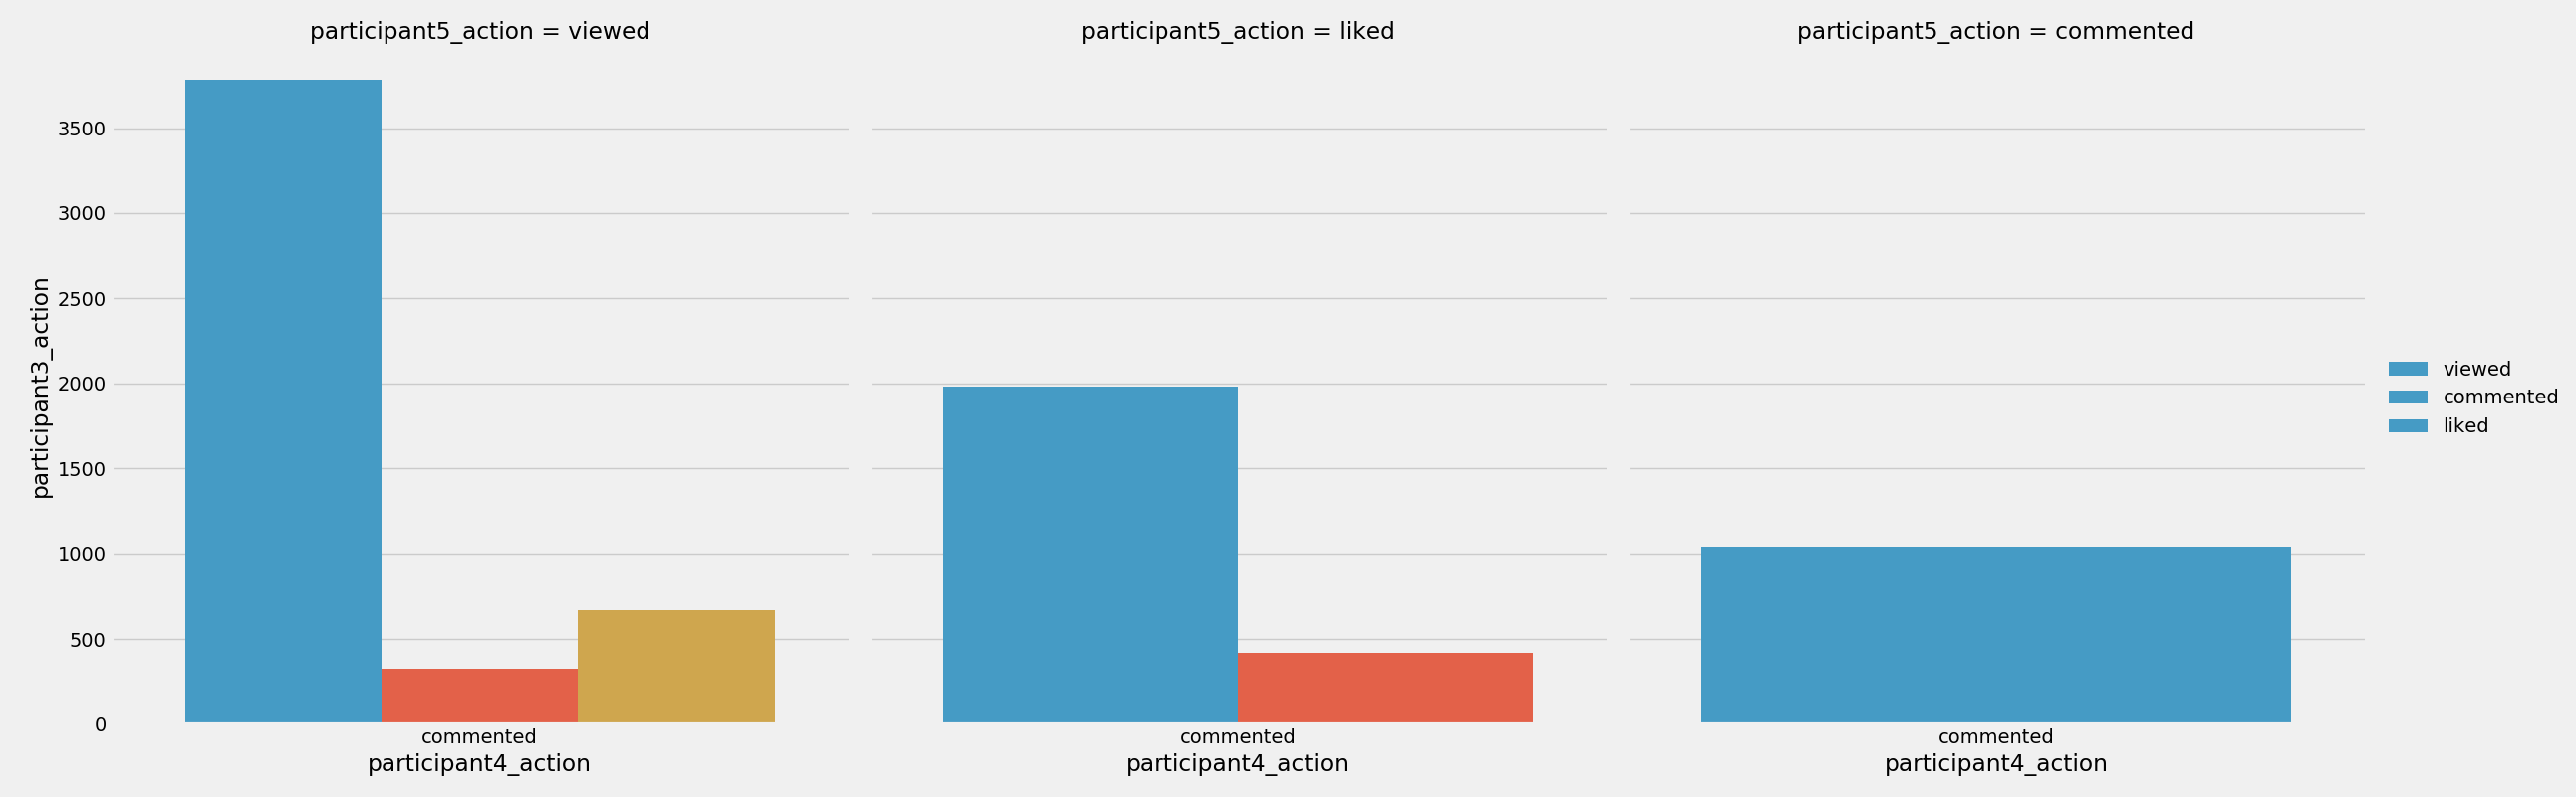 participant5_action = viewed
participant5_action = liked
participant5_action = commented
participant3_action
3500
3000
2500
2000
1500
1000
500
0
commented
commented
commented
participant4_action
participant4_action
participant4_action
viewed
commented
liked